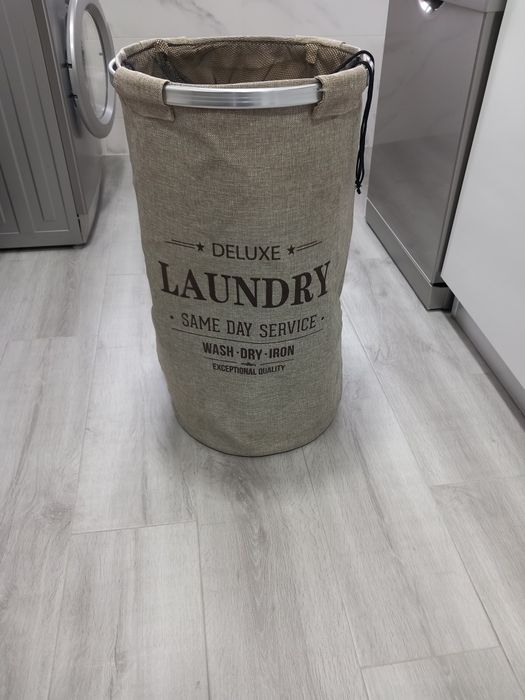 ★ DELUXE ★
LAUNDRY
· SAME DAY SERVICE ·
WASH · DRY · IRON
EXCEPTIONAL QUALITY